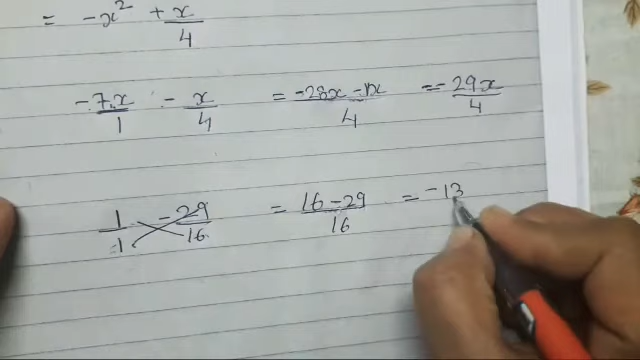 = -x² + x/4
-7x/1 - x/4 = -28x - 1x/4 = -29x/4
1/1 - 29/16 = 16 - 29/16 = -13